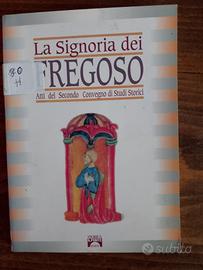 La Signoria dei
FREGOSO
Atti del Secondo Convegno di Studi Storici
subito